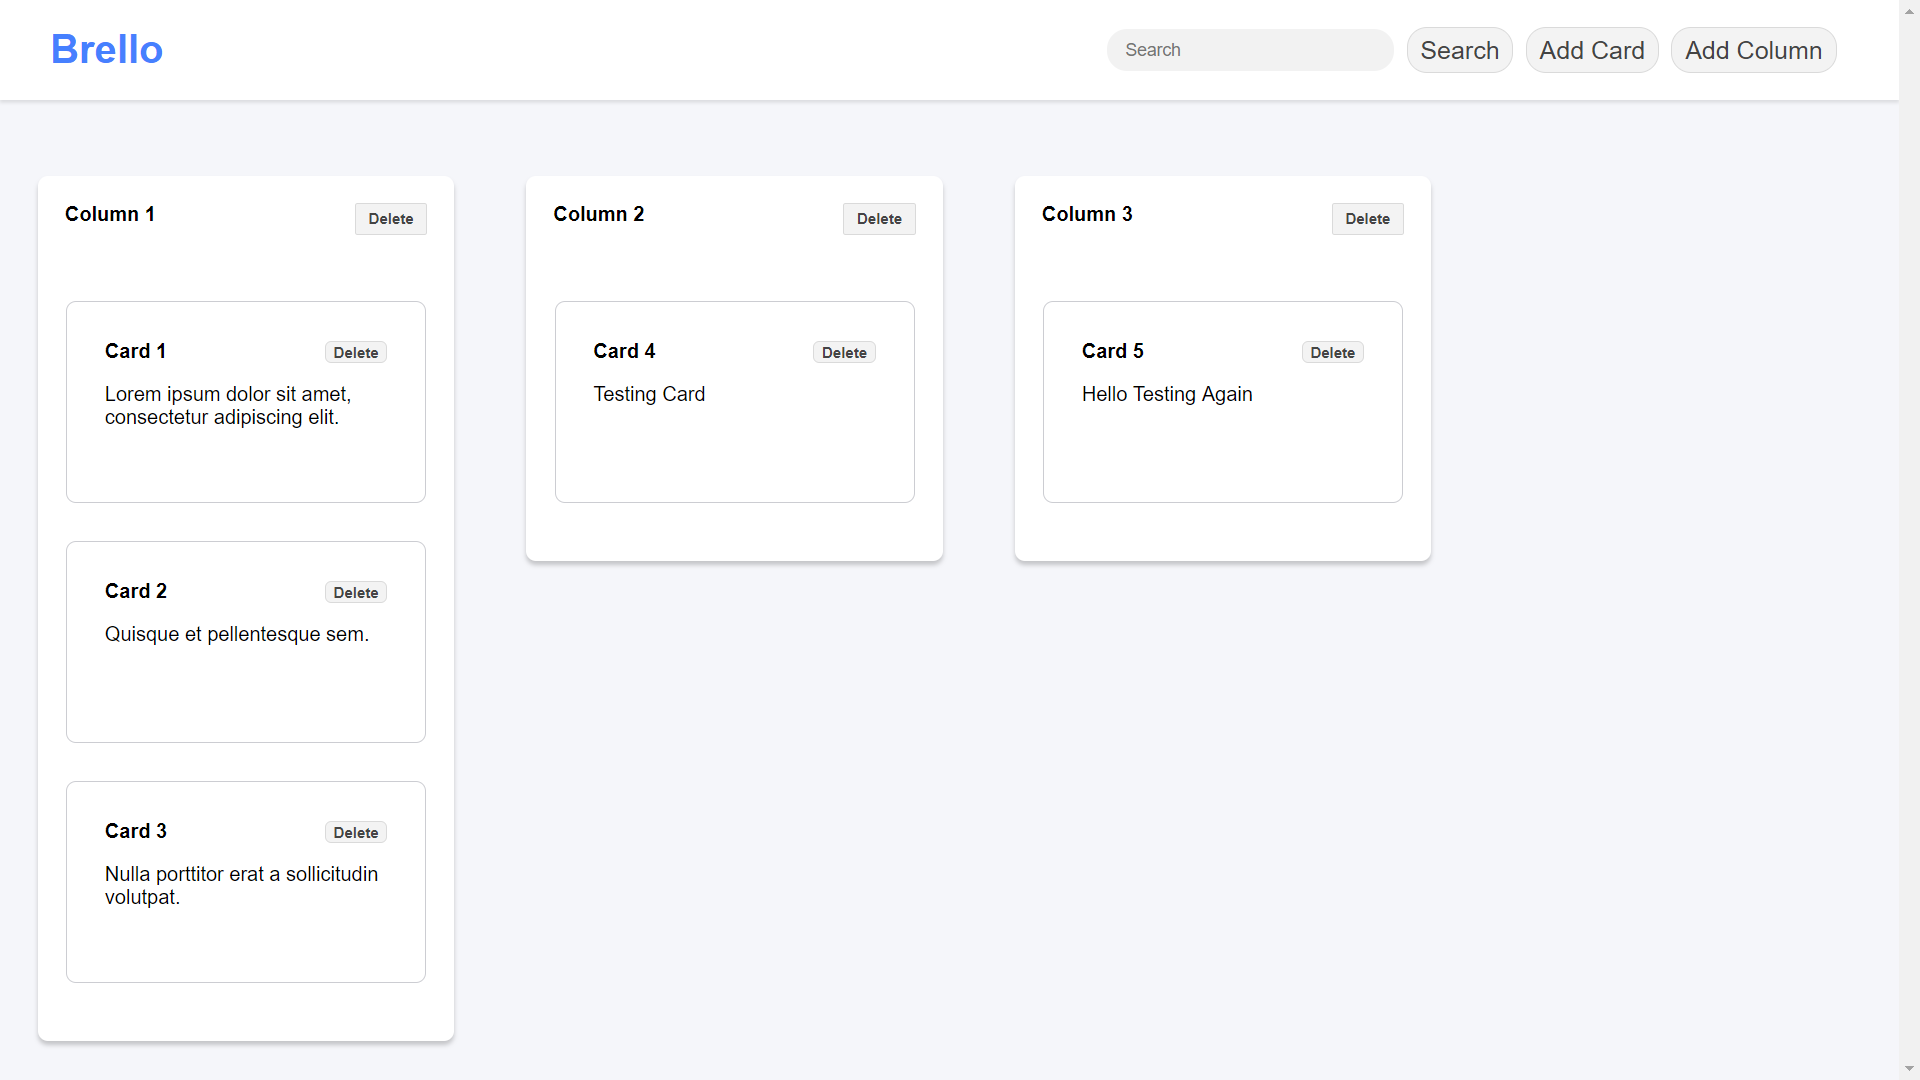 Brello
Search
Search
Add Card
Add Column
Column 1
Delete
Card 1
Delete
Lorem ipsum dolor sit amet,
consectetur adipiscing elit.
Card 2
Delete
Quisque et pellentesque sem.
Card 3
Delete
Nulla porttitor erat a sollicitudin
volutpat.
Column 2
Delete
Card 4
Delete
Testing Card
Column 3
Delete
Card 5
Delete
Hello Testing Again